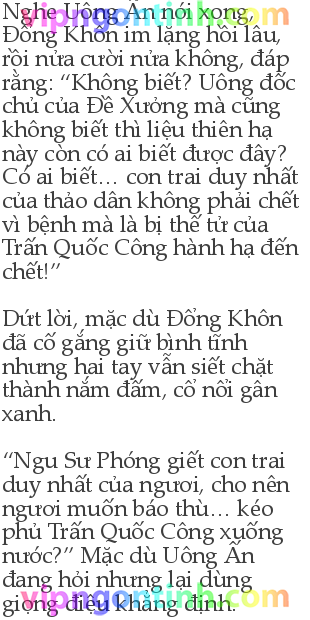 Nghe Uông Ấn nói xong,
Đổng Khôn im lặng hồi lâu,
rồi nửa cười nửa không, đáp
rằng: “Không biết? Uông đốc
chủ của Đề Xưởng mà cũng
không biết thì liệu thiên hạ
này còn có ai biết được đây?
Có ai biết... con trai duy nhất
của thảo dân không phải chết
vì bệnh mà là bị thế tử của
Trấn Quốc Công hành hạ đến
chết!”
Dứt lời, mặc dù Đổng Khôn
đã cố gắng giữ bình tĩnh
nhưng hai tay vẫn siết chặt
thành nắm đấm, cổ nổi gân
xanh.
“Ngu Sư Phóng giết con trai
duy nhất của ngươi, cho nên
ngươi muốn báo thù... kéo
phủ Trấn Quốc Công xuống
nước?” Mặc dù Uông Ấn
đang hỏi nhưng lại dùng
giọng điệu khẳng định.
vipngontinh.com
vipngontinh.com